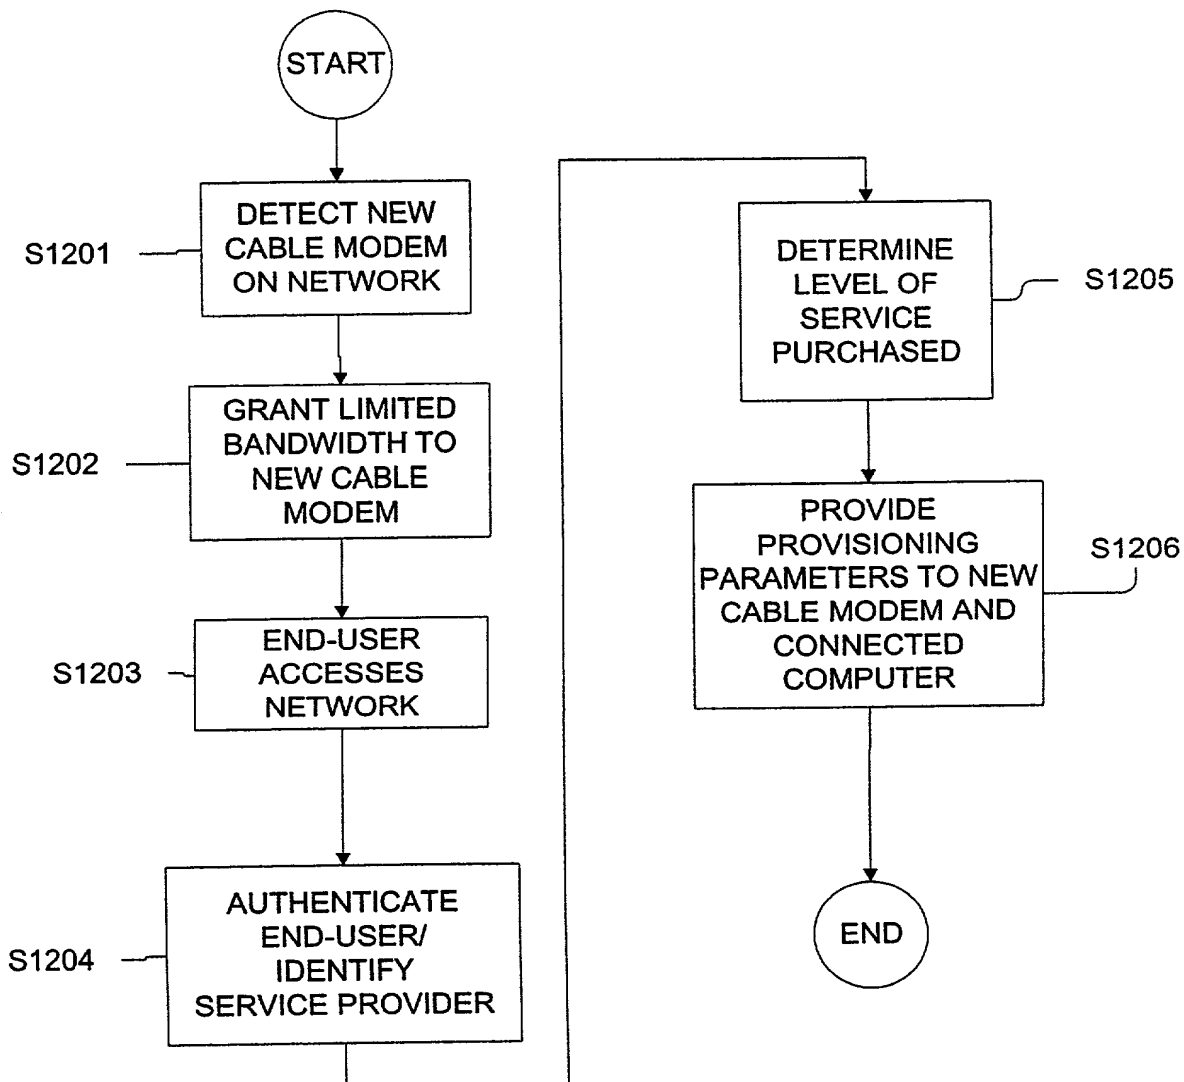 START
S1201
DETECT NEW
CABLE MODEM
ON NETWORK
S1202
GRANT LIMITED
BANDWIDTH TO
NEW CABLE
MODEM
S1203
END-USER
ACCESSES
NETWORK
S1204
AUTHENTICATE
END-USER/
IDENTIFY
SERVICE PROVIDER
DETERMINE
LEVEL OF
SERVICE
PURCHASED
S1205
PROVIDE
PROVISIONING
PARAMETERS TO NEW
CABLE MODEM AND
CONNECTED
COMPUTER
S1206
END